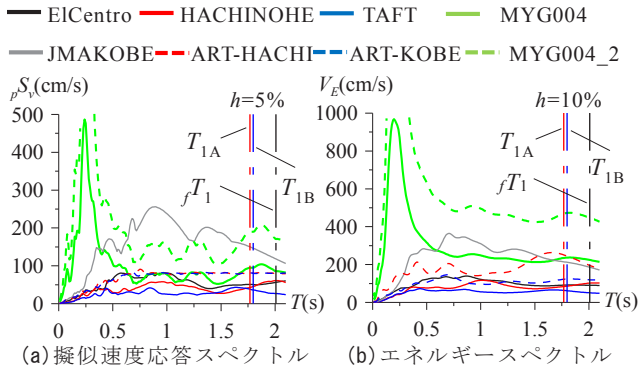 ElCentro HACHINOHE TAFT MYG004
JMAKOBE ART-HACHI ART-KOBE MYG004_2
pSv(cm/s)
h=5%
500
400
300
200
100
0
T1A
fT1
T1B
0 0.5 1 1.5 2 T(s)
(a)擬似速度応答スペクトル
VE(cm/s)
h=10%
1000
800
600
400
200
0
T1A
fT1
T1B
0 0.5 1 1.5 2 T(s)
(b)エネルギースペクトル